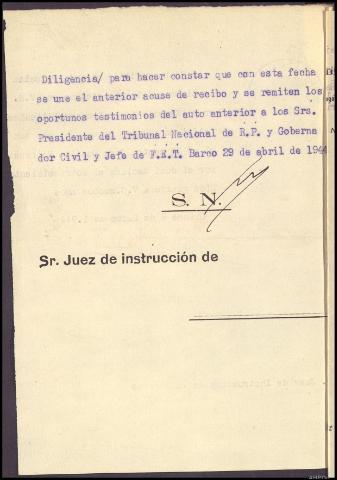 Diligencia/ para hacer constar que con esta fecha
se une el anterior acuse de recibo y se remiten los
oportunos testimonios del auto anterior a los Srs.
Presidente del Tribunal Nacional de R.P. y Goberna
dor Civil y Jefe de F.E.T. Barco 29 de abril de 1944
S. N.
Sr. Juez de instrucción de